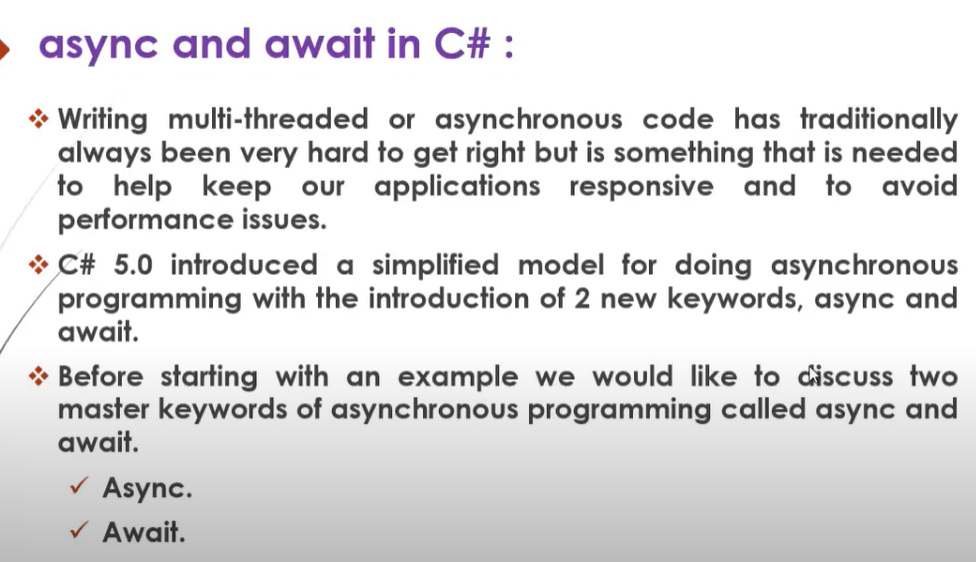 async and await in C# :
Writing multi-threaded or asynchronous code has traditionally
always been very hard to get right but is something that is needed
to help keep our applications responsive and to avoid
performance issues.
C# 5.0 introduced a simplified model for doing asynchronous
programming with the introduction of 2 new keywords, async and
await.
Before starting with an example we would like to discuss two
master keywords of asynchronous programming called async and
await.
Async.
Await.